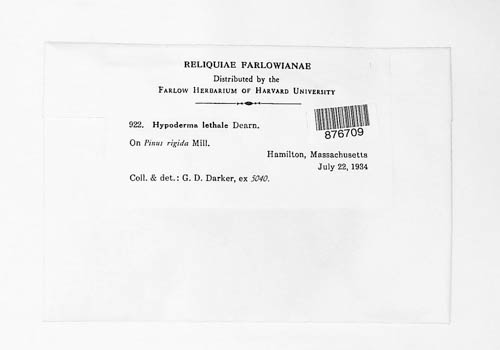 RELIQUIAE FARLOWIANAE
Distributed by the
FARLOW HERBARIUM OF HARVARD UNIVERSITY
876709
922. Hypoderma lethale Dearn.
On Pinus rigida Mill.
Hamilton, Massachusetts
July 22, 1934
Coll. & det.: G. D. Darker, ex 5040.